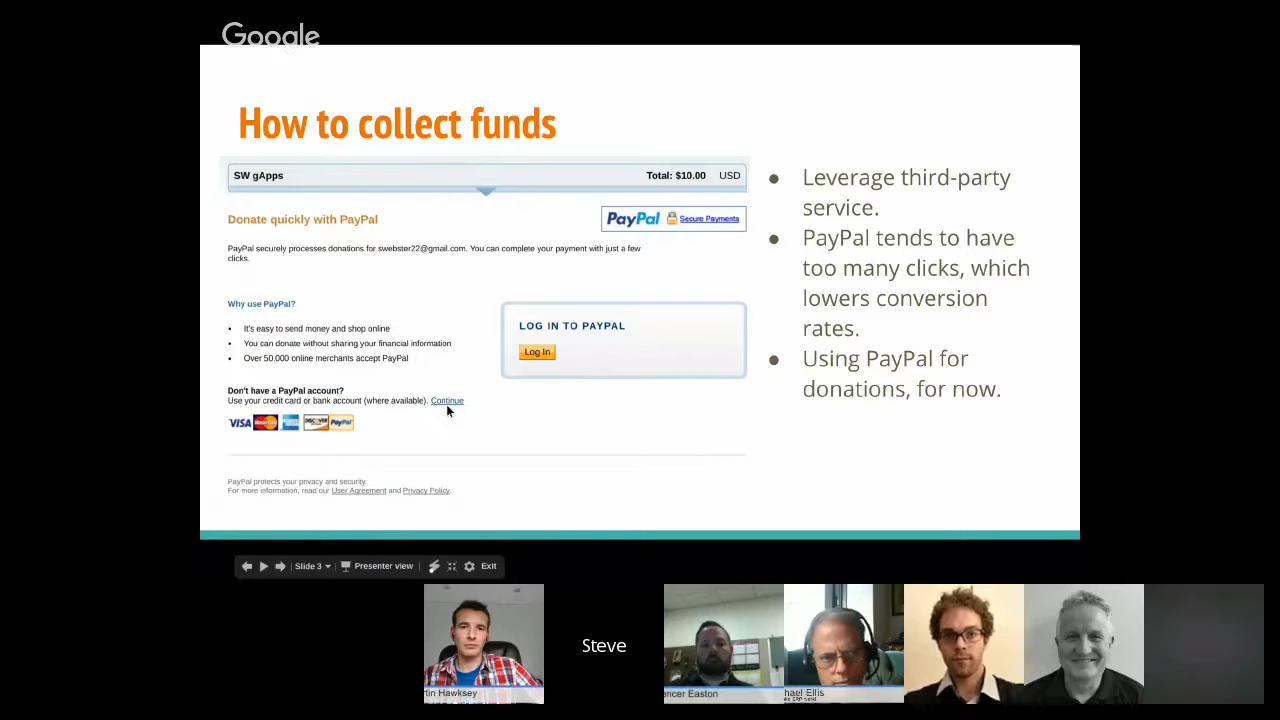 Google
How to collect funds
SW gApps Total: $10.00 USD
Donate quickly with PayPal
PayPal Secure Payments
PayPal securely processes donations for swebster22@gmail.com. You can complete your payment with just a few
clicks.
Why use PayPal?
• It's easy to send money and shop online
• You can donate without sharing your financial information
• Over 50,000 online merchants accept PayPal
LOG IN TO PAYPAL
Log In
Don't have a PayPal account?
Use your credit card or bank account (where available). Continue
VISA MasterCard DISCOVER PayPal
PayPal protects your privacy and security.
For more information, read our User Agreement and Privacy Policy.
● Leverage third-party
service.
● PayPal tends to have
too many clicks, which
lowers conversion
rates.
● Using PayPal for
donations, for now.
Slide 3 Presenter view Exit
Steve
rtin Hawksey
encer Easton
hael Ellis